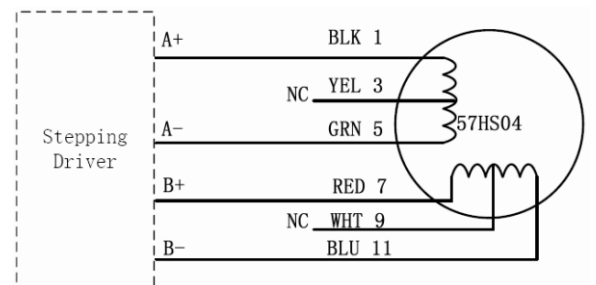 A+ BLK 1
NC YEL 3
A- GRN 5
57HS04
Stepping
Driver
B+ RED 7
NC WHT 9
B- BLU 11